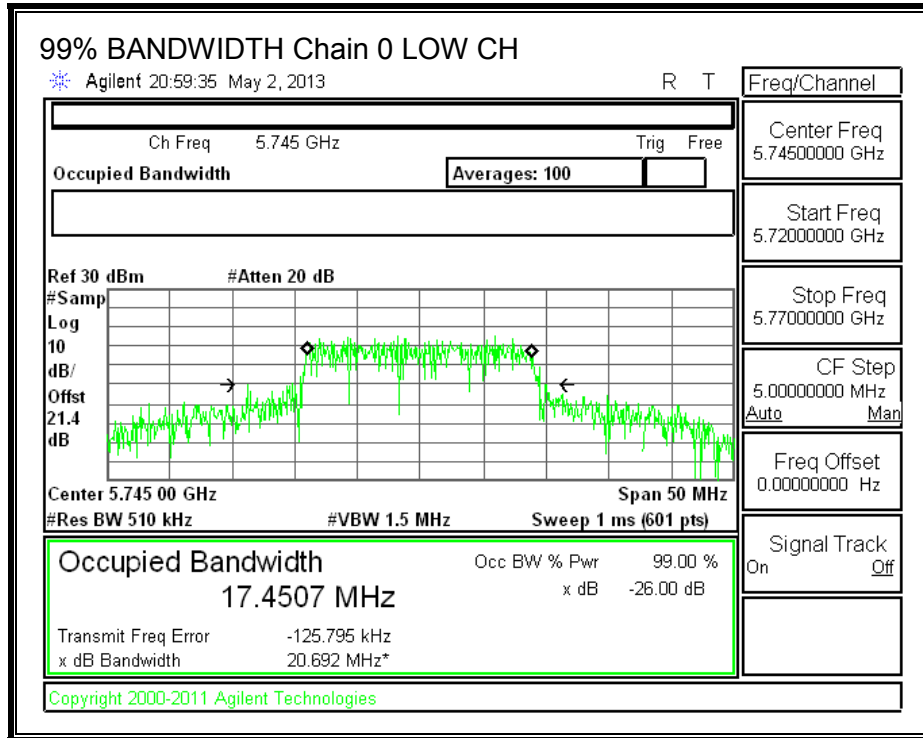 99% BANDWIDTH Chain 0 LOW CH
Agilent 20:59:35 May 2, 2013 R T
Ch Freq 5.745 GHz Trig Free
Occupied Bandwidth Averages: 100
Ref 30 dBm #Atten 20 dB
#Samp
Log
10
dB/
Offst
21.4
dB
Center 5.745 00 GHz Span 50 MHz
#Res BW 510 kHz #VBW 1.5 MHz Sweep 1 ms (601 pts)
Occupied Bandwidth Occ BW % Pwr 99.00 %
17.4507 MHz x dB -26.00 dB
Transmit Freq Error -125.795 kHz
x dB Bandwidth 20.692 MHz*
Copyright 2000-2011 Agilent Technologies
Freq/Channel
Center Freq
5.74500000 GHz
Start Freq
5.72000000 GHz
Stop Freq
5.77000000 GHz
CF Step
5.00000000 MHz
Auto Man
Freq Offset
0.00000000 Hz
Signal Track
On Off